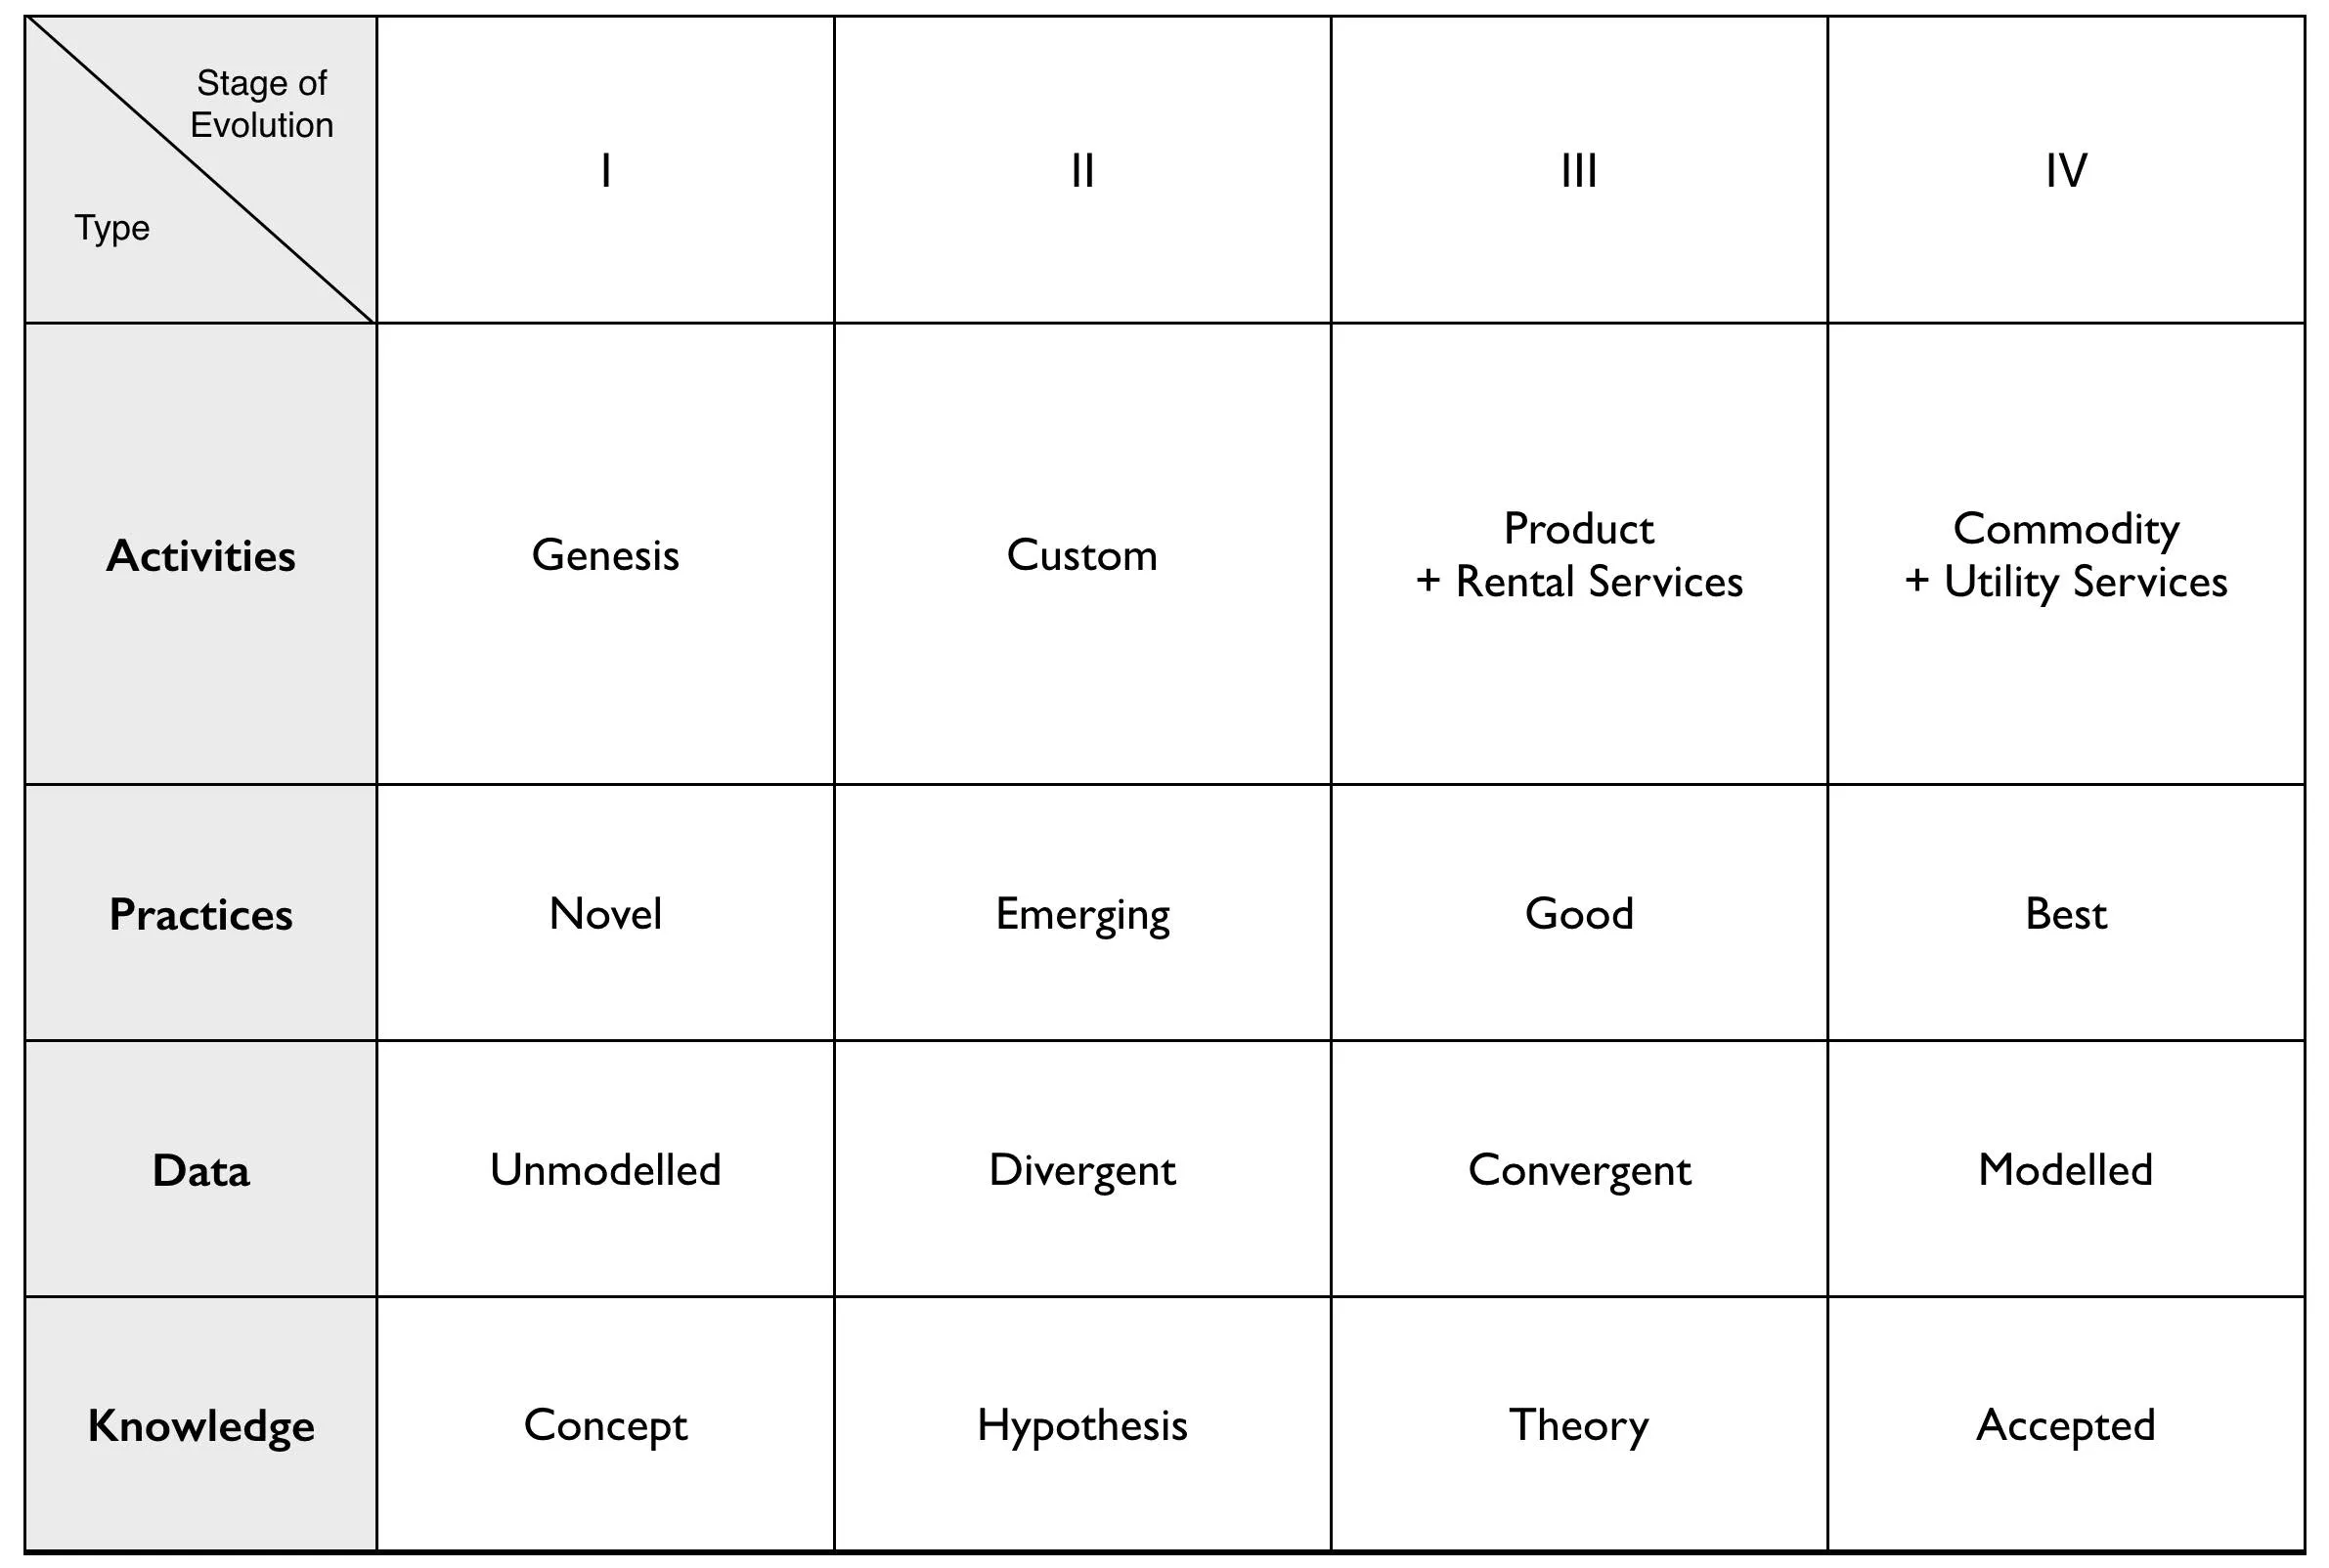 Stage of
Evolution
Type
I
II
III
IV
Activities
Genesis
Custom
Product
+ Rental Services
Commodity
+ Utility Services
Practices
Novel
Emerging
Good
Best
Data
Unmodelled
Divergent
Convergent
Modelled
Knowledge
Concept
Hypothesis
Theory
Accepted